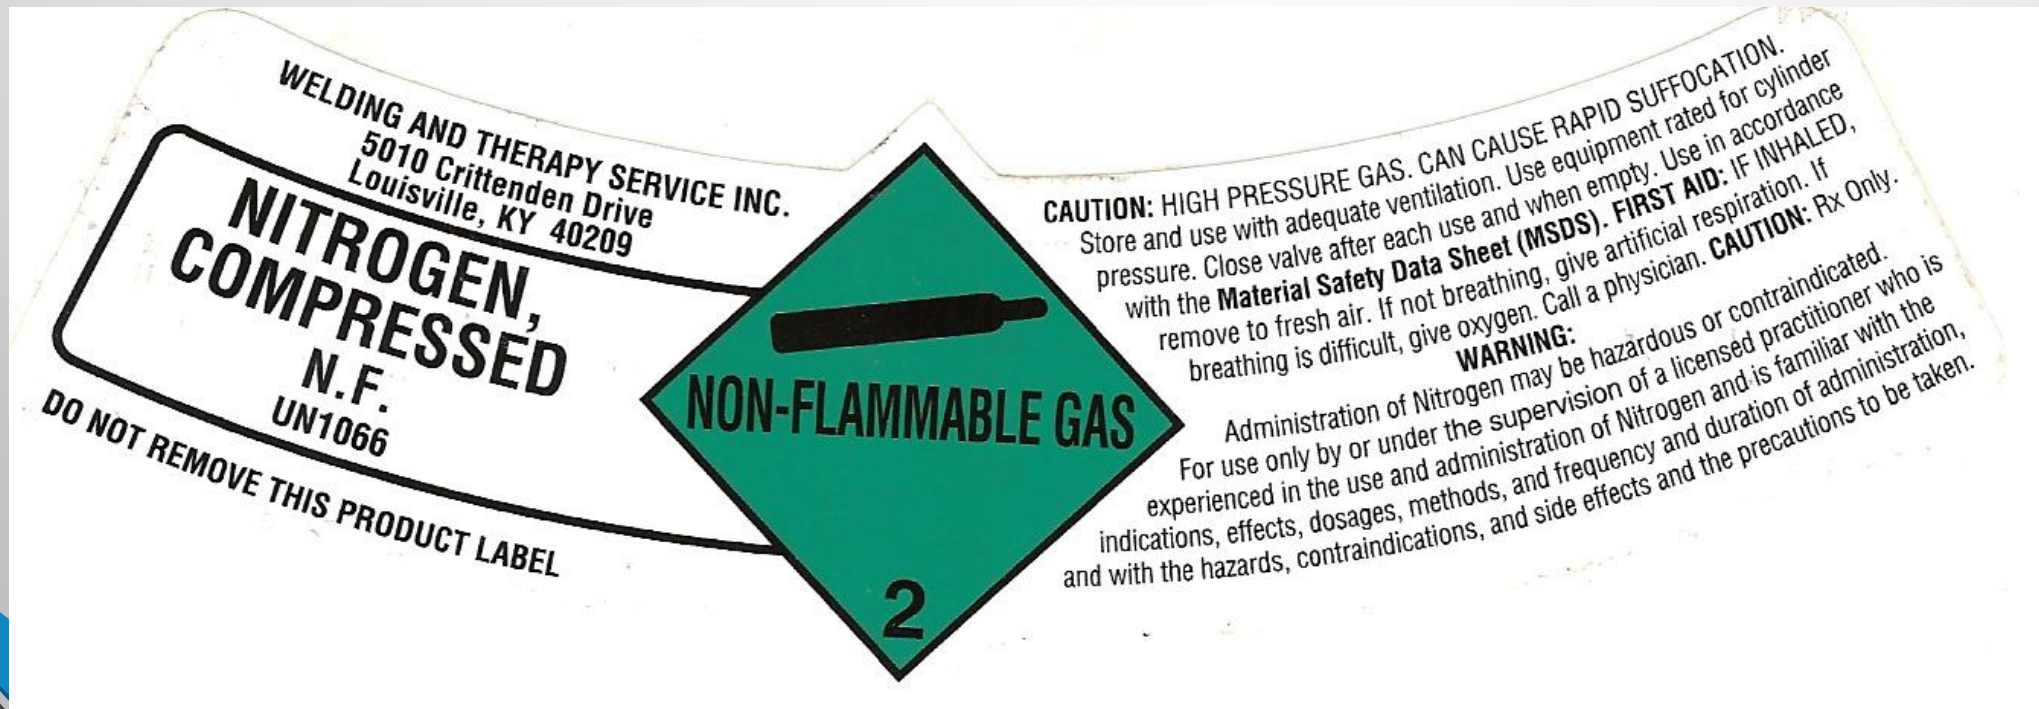 WELDING AND THERAPY SERVICE INC.
5010 Crittenden Drive
Louisville, KY 40209
NITROGEN,
COMPRESSED
N.F.
UN1066
DO NOT REMOVE THIS PRODUCT LABEL
NON-FLAMMABLE GAS
2
CAUTION: HIGH PRESSURE GAS. CAN CAUSE RAPID SUFFOCATION.
Store and use with adequate ventilation. Use equipment rated for cylinder
pressure. Close valve after each use and when empty. Use in accordance
with the Material Safety Data Sheet (MSDS). FIRST AID: IF INHALED,
remove to fresh air. If not breathing, give artificial respiration. If
breathing is difficult, give oxygen. Call a physician. CAUTION: Rx Only.
WARNING:
Administration of Nitrogen may be hazardous or contraindicated.
For use only by or under the supervision of a licensed practitioner who is
experienced in the use and administration of Nitrogen and is familiar with the
indications, effects, dosages, methods, and frequency and duration of administration,
and with the hazards, contraindications, and side effects and the precautions to be taken.